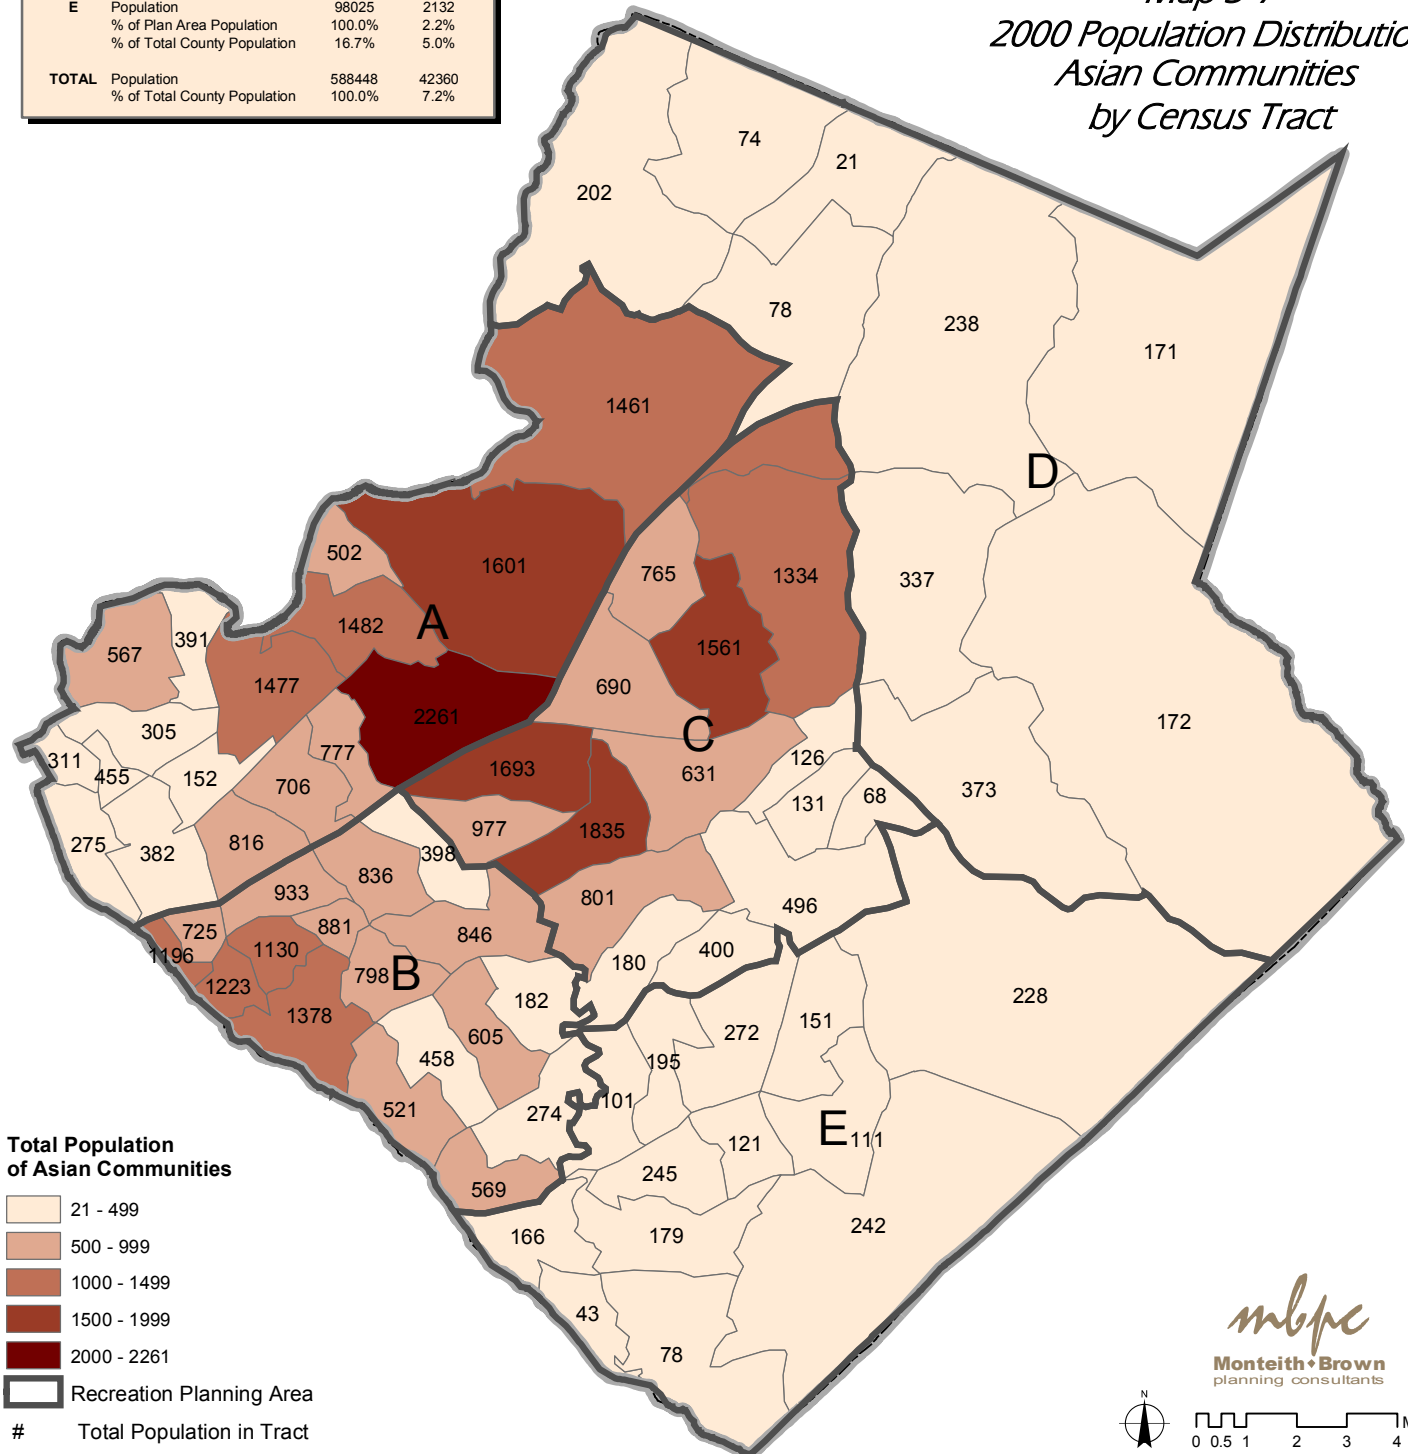 E Population 98025 2132
% of Plan Area Population 100.0% 2.2%
% of Total County Population 16.7% 5.0%
TOTAL Population 588448 42360
% of Total County Population 100.0% 7.2%
2000 Population Distributio
Asian Communities
by Census Tract
74
21
202
78
238
171
1461
D
502
1601
765
1334
337
391
1482
A
567
1561
1477
690
2261
C
172
305
777
311
455
152
706
1693
631
126
373
131
68
275
382
816
977
1835
398
836
933
801
496
725
881
846
1196
1130
798
B
180
400
1223
182
228
1378
605
272
151
458
195
521
274
101
121
E
111
245
569
166
179
242
43
78
Total Population
of Asian Communities
21 - 499
500 - 999
1000 - 1499
1500 - 1999
2000 - 2261
Recreation Planning Area
# Total Population in Tract
mbpc
Monteith♦Brown
planning consultants
N
0 0.5 1 2 3 4